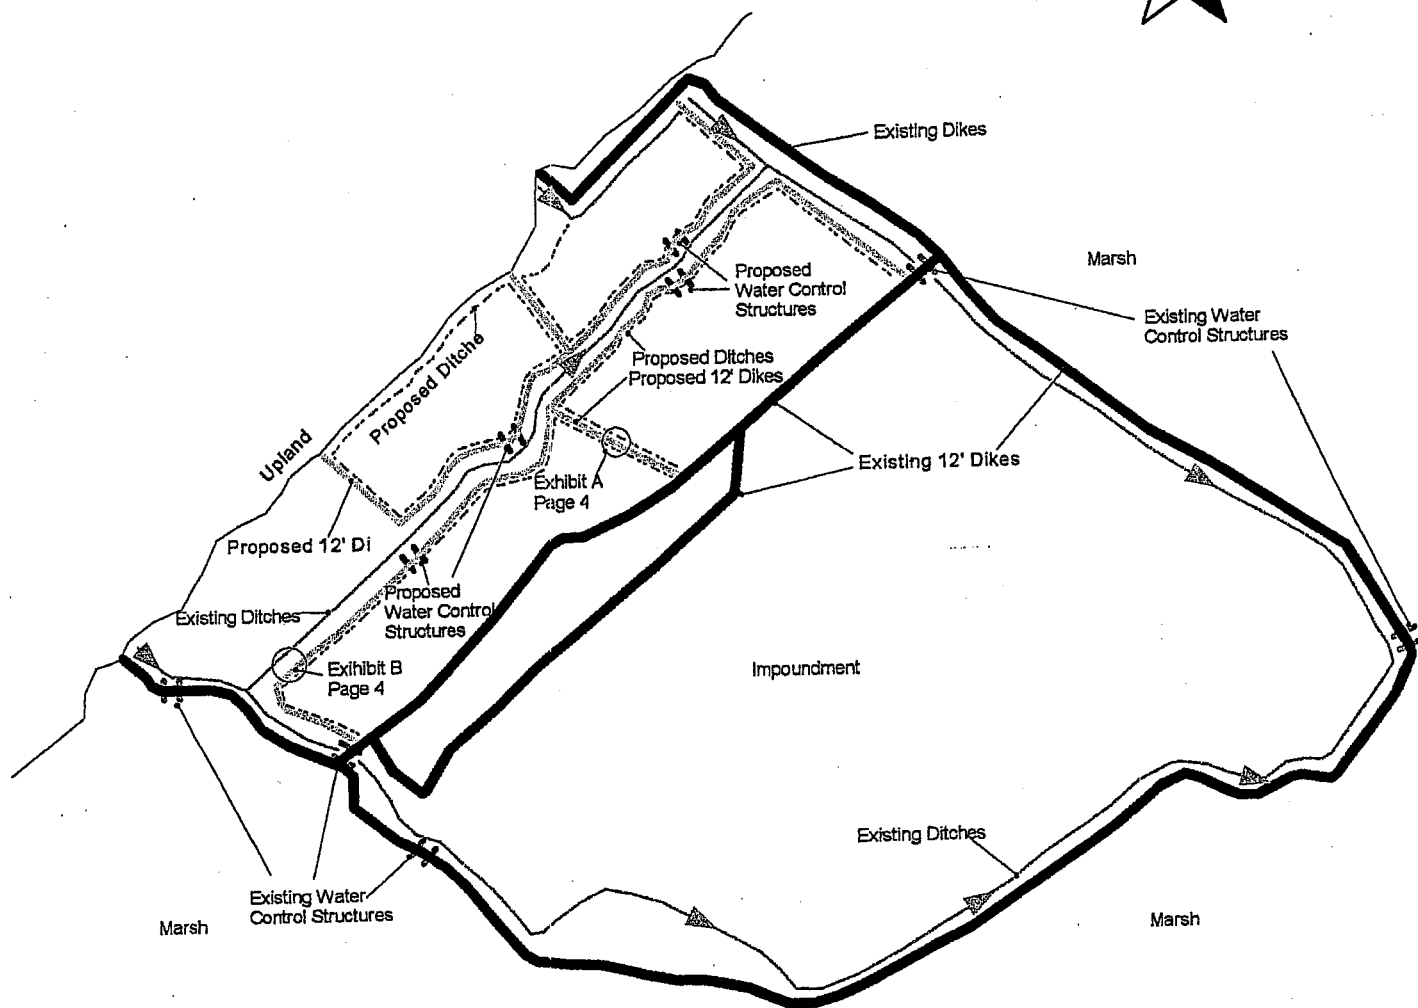 Existing Dikes
Marsh
Proposed
Water Control
Structures
Existing Water
Control Structures
Proposed Ditche
Proposed Ditches
Proposed 12' Dikes
Upland
Existing 12' Dikes
Exhibit A
Page 4
Proposed 12' Di
Proposed
Water Control
Structures
Existing Ditches
Exihibit B
Page 4
Impoundment
Existing Ditches
Existing Water
Control Structures
Marsh
Marsh